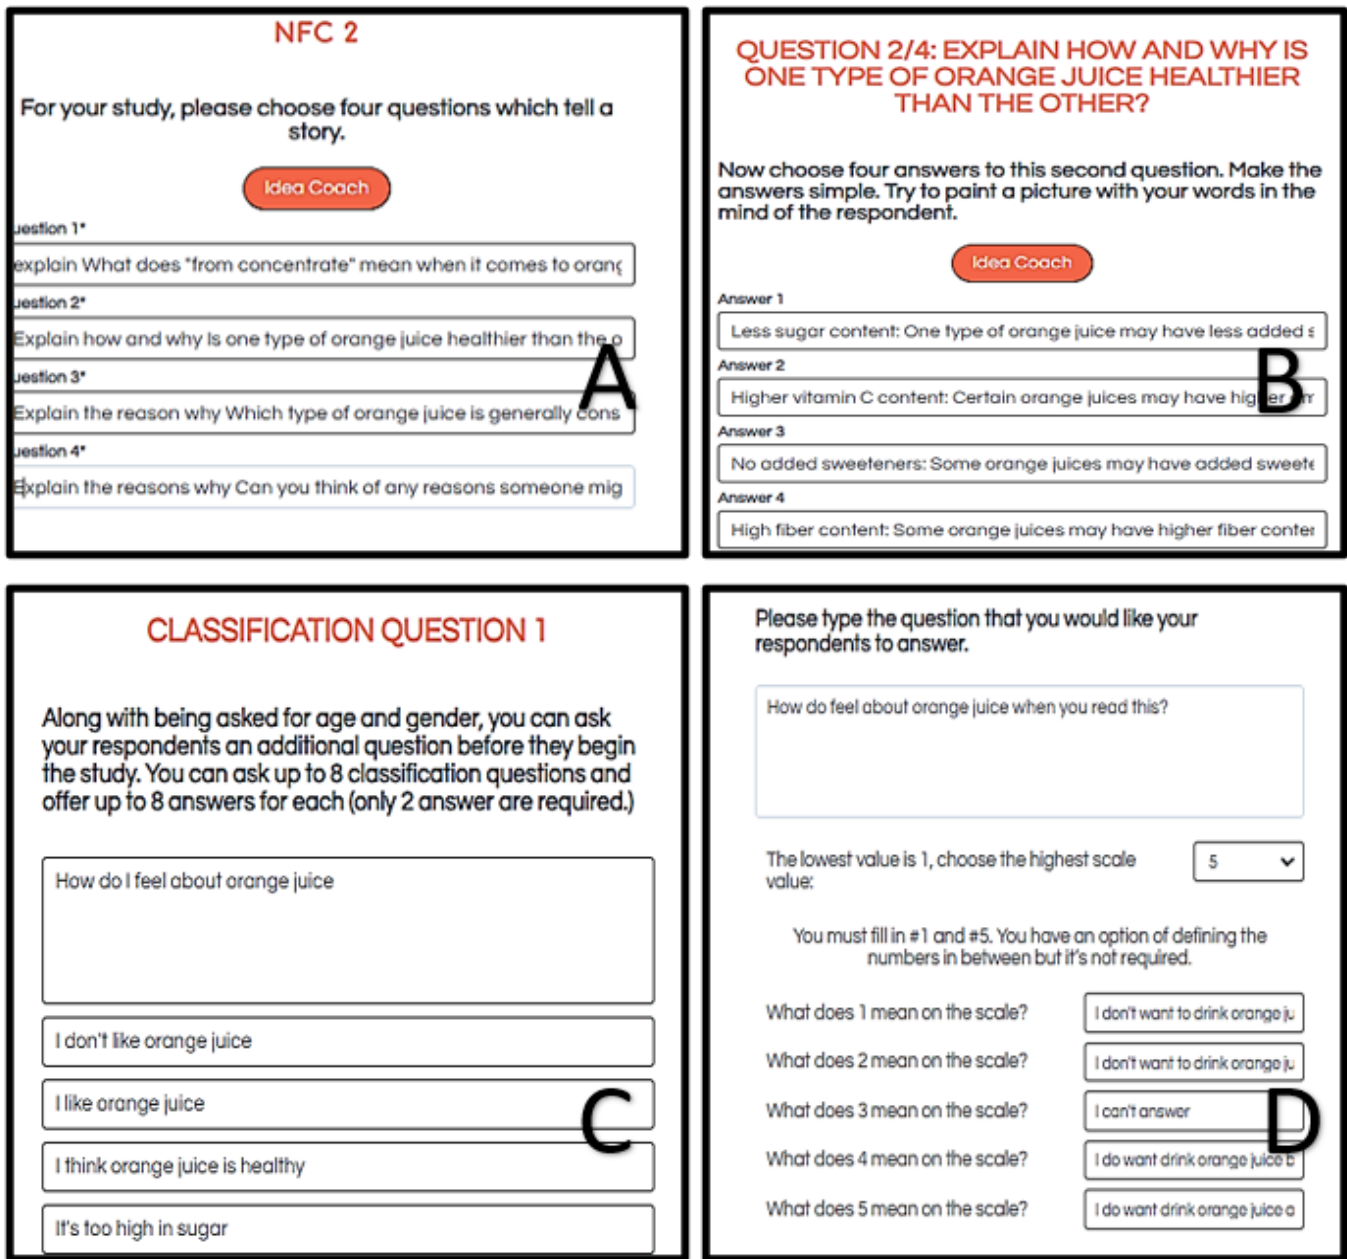 NFC 2
For your study, please choose four questions which tell a
story.
Idea Coach
uestion 1*
explain What does "from concentrate" mean when it comes to orang
uestion 2*
Explain how and why Is one type of orange juice healthier than the o
uestion 3*
Explain the reason why Which type of orange juice is generally cons
uestion 4*
Explain the reasons why Can you think of any reasons someone mig
A
QUESTION 2/4: EXPLAIN HOW AND WHY IS
ONE TYPE OF ORANGE JUICE HEALTHIER
THAN THE OTHER?
Now choose four answers to this second question. Make the
answers simple. Try to paint a picture with your words in the
mind of the respondent.
Idea Coach
Answer 1
Less sugar content: One type of orange juice may have less added s
Answer 2
Higher vitamin C content: Certain orange juices may have higher am
Answer 3
No added sweeteners: Some orange juices may have added sweete
Answer 4
High fiber content: Some orange juices may have higher fiber conter
B
CLASSIFICATION QUESTION 1
Along with being asked for age and gender, you can ask
your respondents an additional question before they begin
the study. You can ask up to 8 classification questions and
offer up to 8 answers for each (only 2 answer are required.)
How do I feel about orange juice
I don't like orange juice
I like orange juice
I think orange juice is healthy
It's too high in sugar
C
Please type the question that you would like your
respondents to answer.
How do feel about orange juice when you read this?
The lowest value is 1, choose the highest scale
value:
5
You must fill in #1 and #5. You have an option of defining the
numbers in between but it's not required.
What does 1 mean on the scale? I don't want to drink orange ju
What does 2 mean on the scale? I don't want to drink orange ju
What does 3 mean on the scale? I can't answer
What does 4 mean on the scale? I do want drink orange juice b
What does 5 mean on the scale? I do want drink orange juice a
D